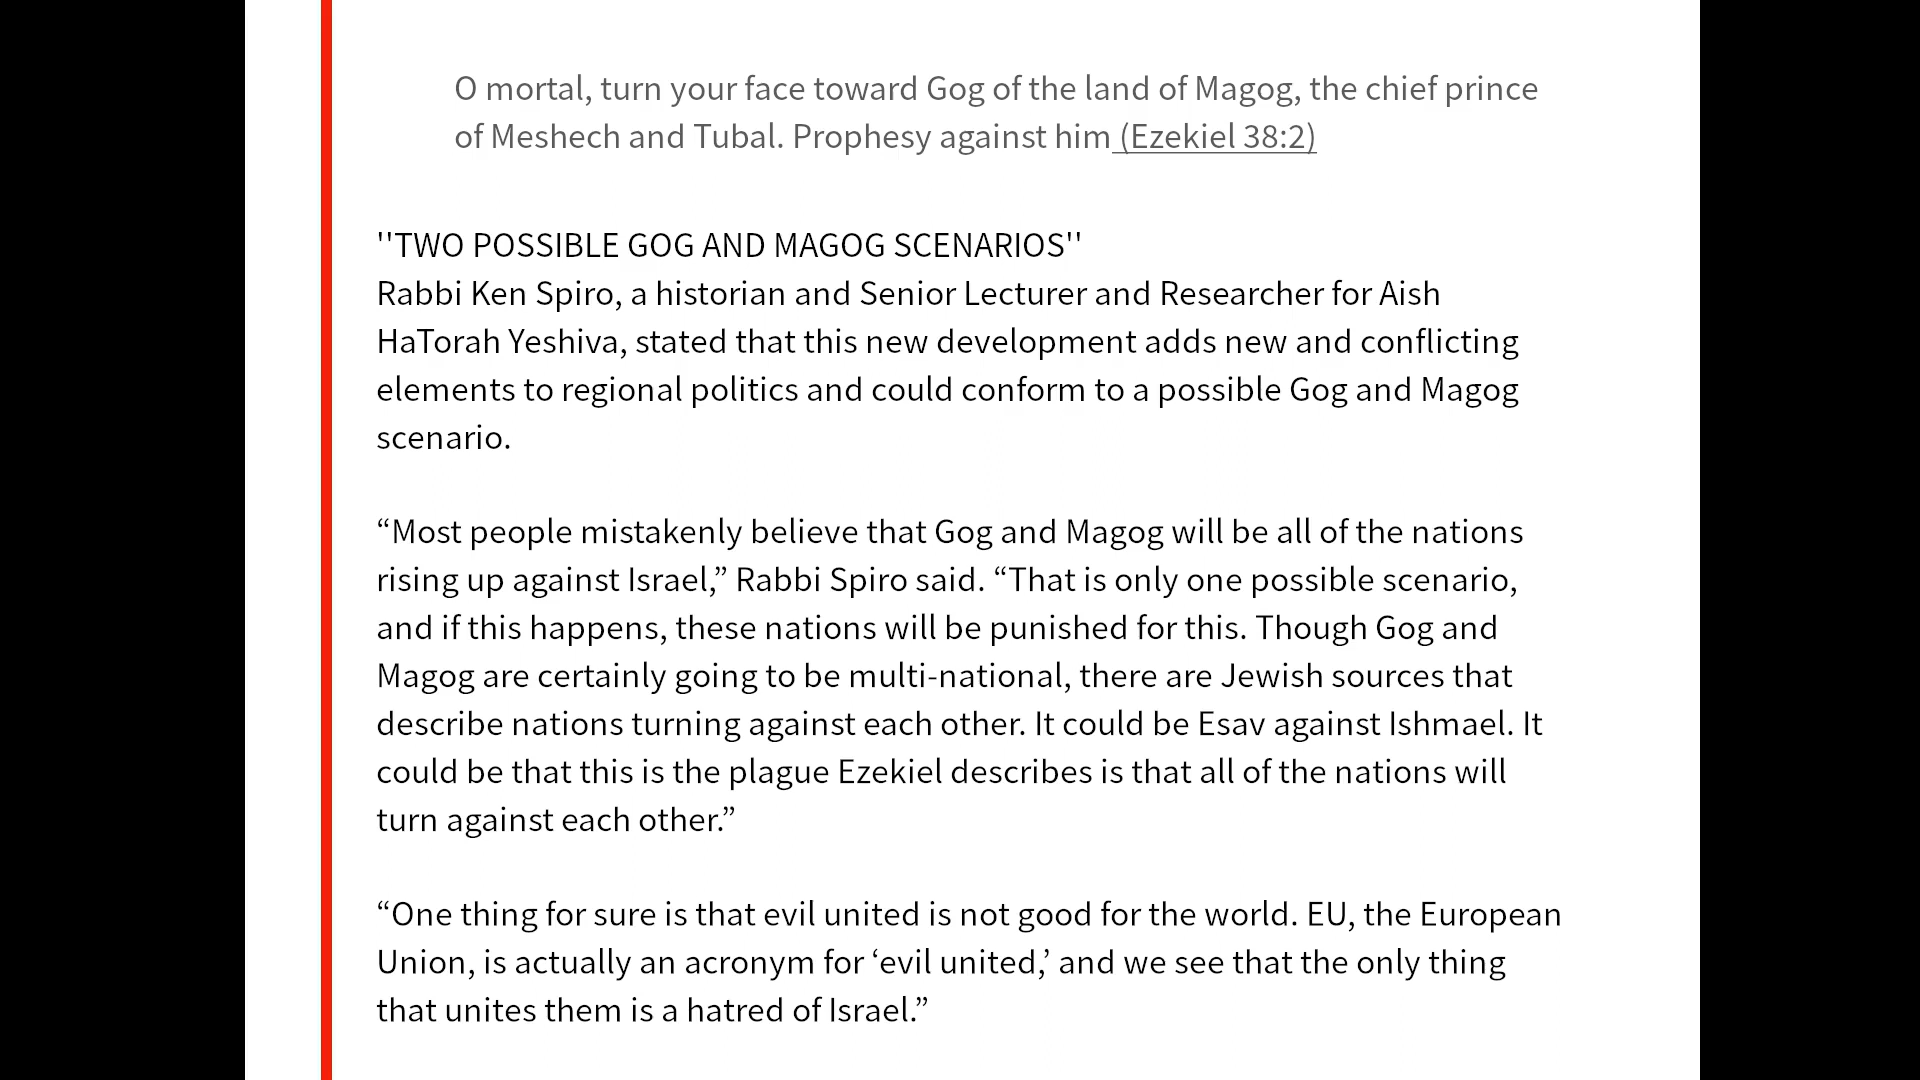 O mortal, turn your face toward Gog of the land of Magog, the chief prince
of Meshech and Tubal. Prophesy against him (Ezekiel 38:2)
''TWO POSSIBLE GOG AND MAGOG SCENARIOS''
Rabbi Ken Spiro, a historian and Senior Lecturer and Researcher for Aish
HaTorah Yeshiva, stated that this new development adds new and conflicting
elements to regional politics and could conform to a possible Gog and Magog
scenario.
“Most people mistakenly believe that Gog and Magog will be all of the nations
rising up against Israel,” Rabbi Spiro said. “That is only one possible scenario,
and if this happens, these nations will be punished for this. Though Gog and
Magog are certainly going to be multi-national, there are Jewish sources that
describe nations turning against each other. It could be Esav against Ishmael. It
could be that this is the plague Ezekiel describes is that all of the nations will
turn against each other.”
“One thing for sure is that evil united is not good for the world. EU, the European
Union, is actually an acronym for ‘evil united,’ and we see that the only thing
that unites them is a hatred of Israel.”